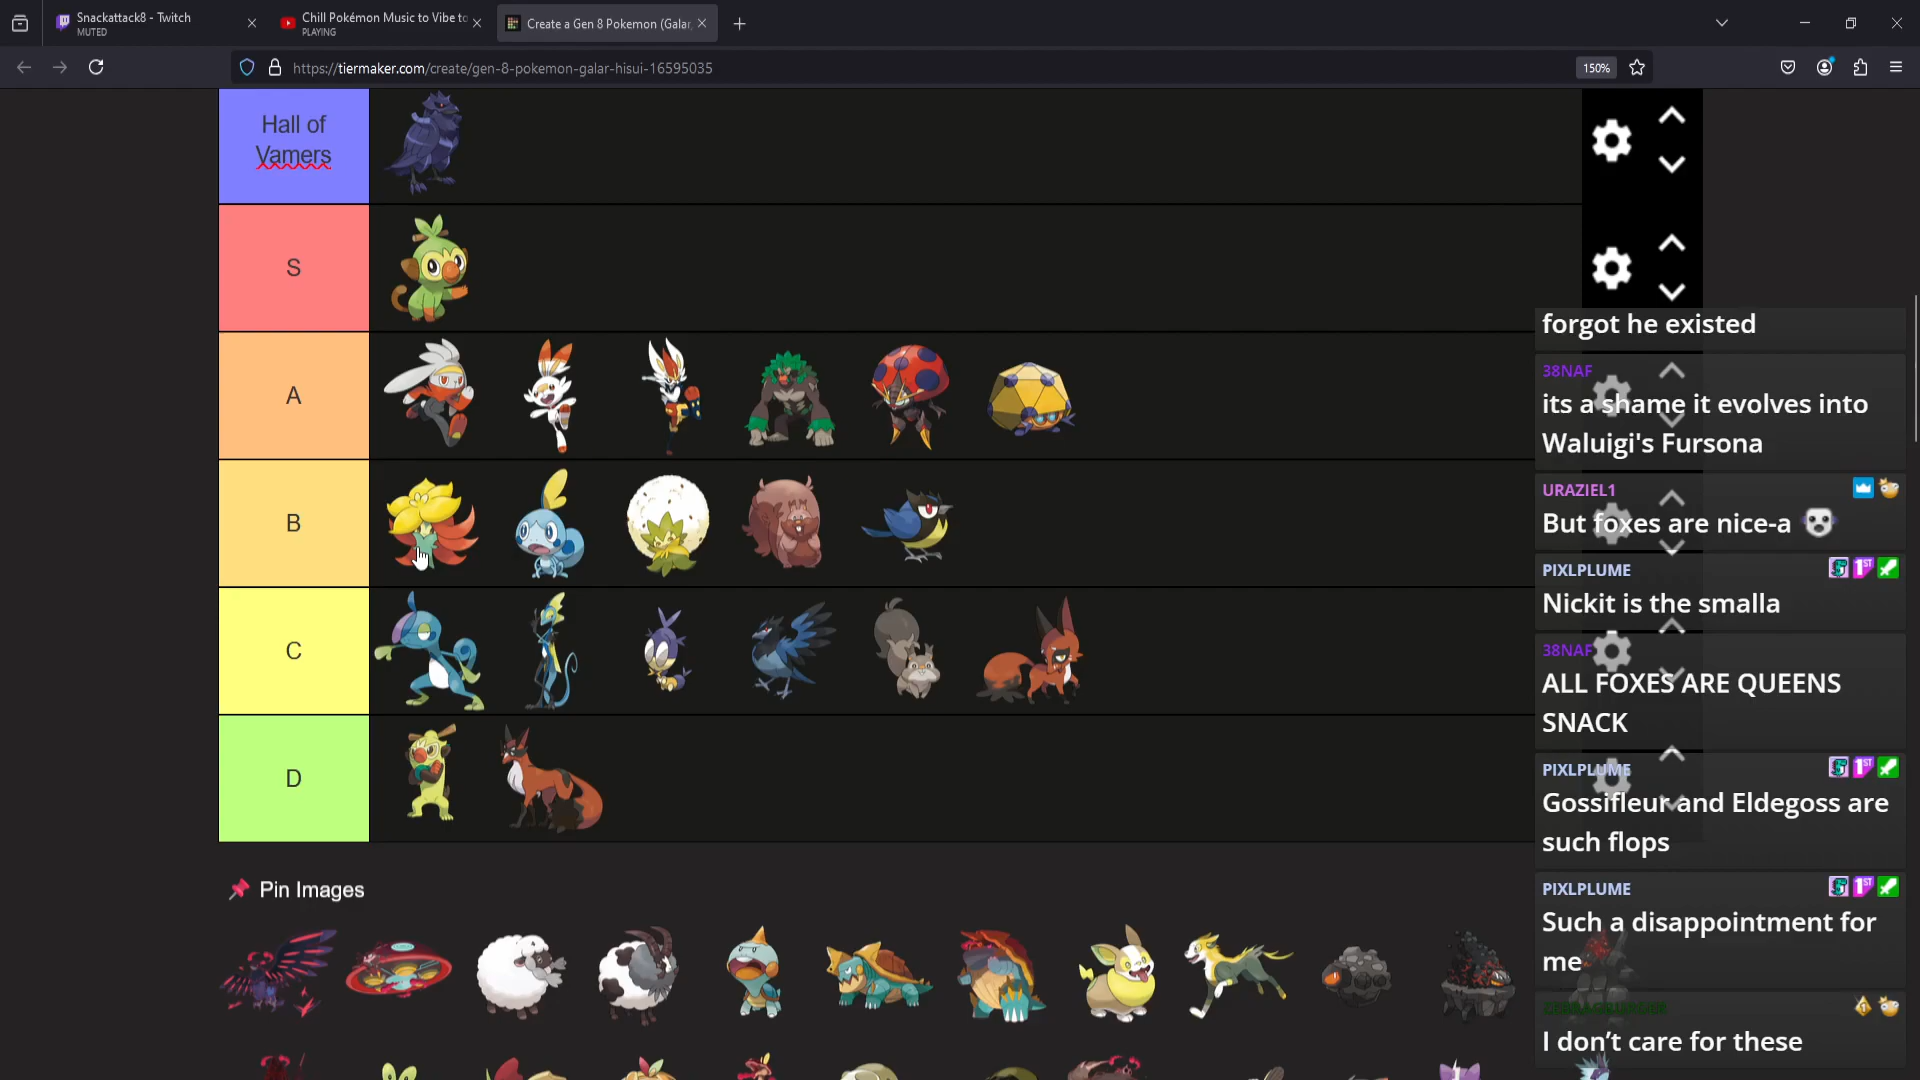 Snackattack8 - Twitch
MUTED
Chill Pokémon Music to Vibe to
PLAYING
Create a Gen 8 Pokemon (Galar,
https://tiermaker.com/create/gen-8-pokemon-galar-hisui-16595035
150%
Hall of
Vamers
S
A
B
C
D
Pin Images
forgot he existed
38NAF
its a shame it evolves into
Waluigi's Fursona
URAZIEL1
But foxes are nice-a
PIXLPLUME
Nickit is the smalla
38NAF
ALL FOXES ARE QUEENS
SNACK
PIXLPLUME
Gossifleur and Eldegoss are
such flops
PIXLPLUME
Such a disappointment for
me
I don't care for these